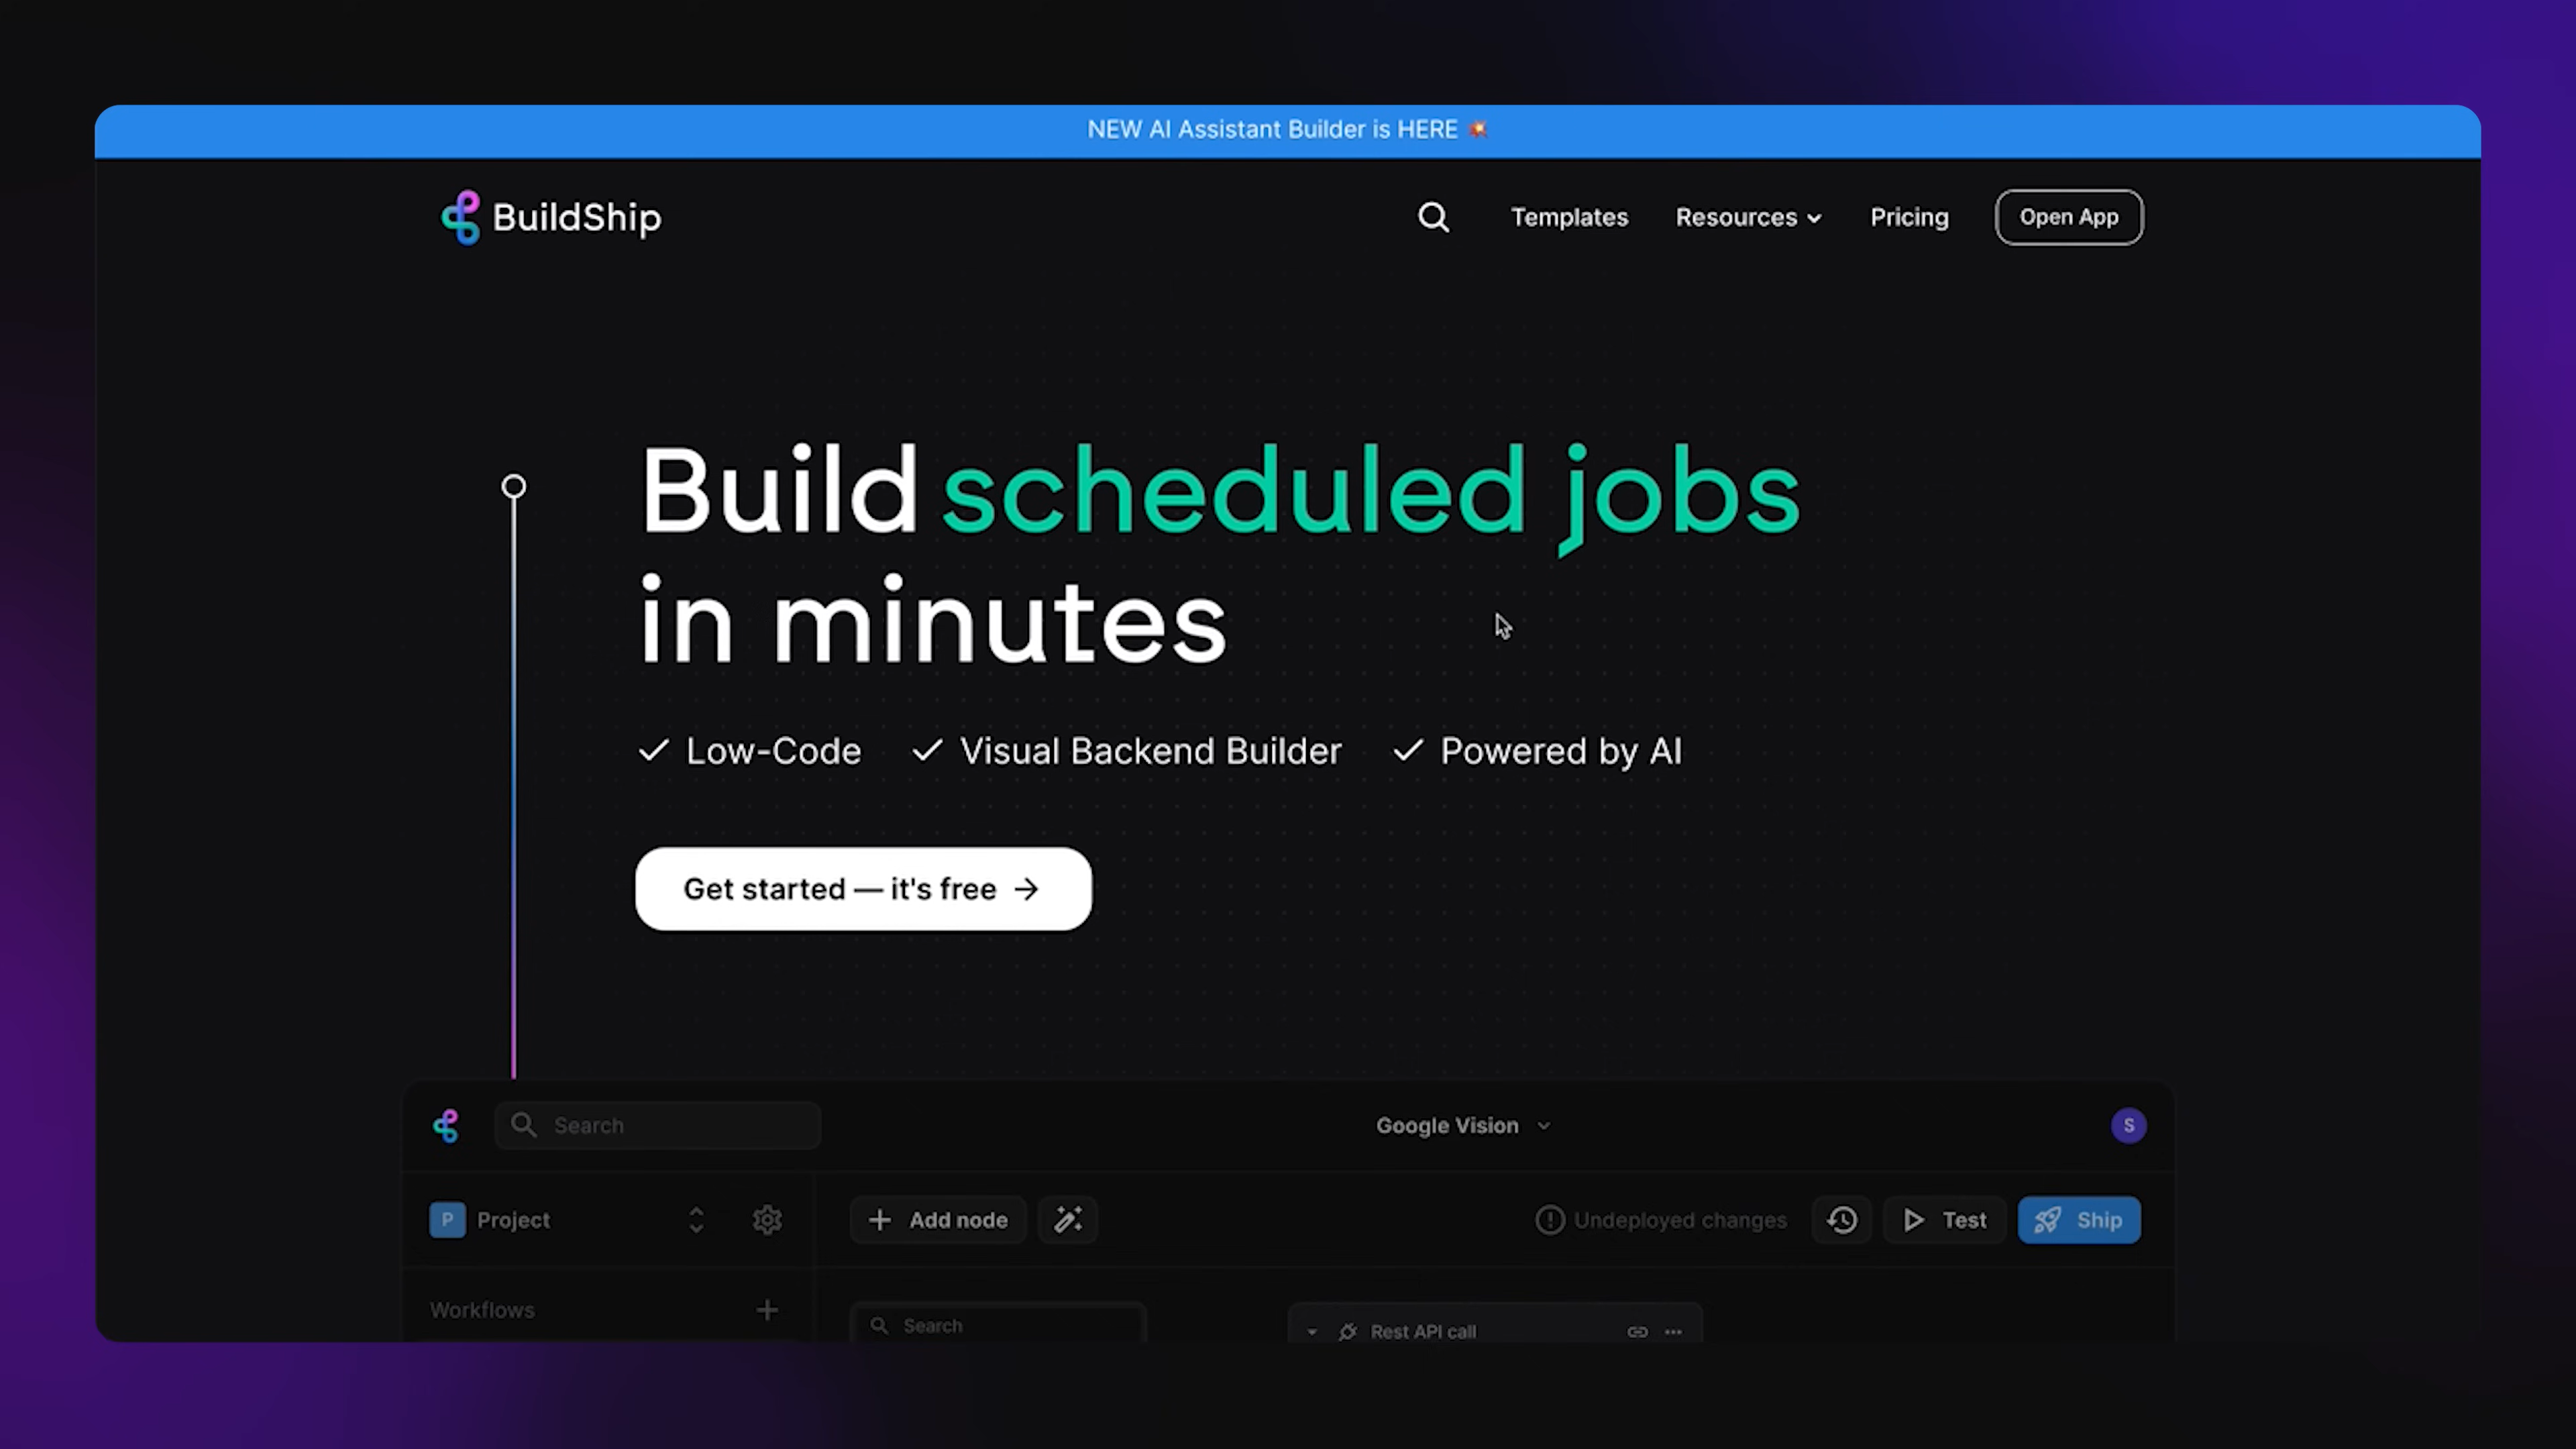 NEW AI Assistant Builder is HERE 💥
BuildShip
Templates
Resources
Pricing
Open App
Build scheduled jobs
in minutes
✓ Low-Code ✓ Visual Backend Builder ✓ Powered by AI
Get started — it's free →
Search
Google Vision
S
P Project
Add node
Undeployed changes
Test
Ship
Workflows
Search
Rest API call